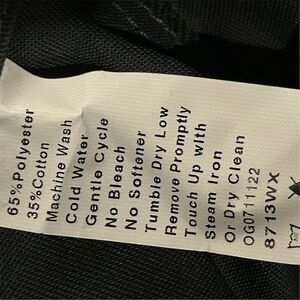 65%Polyester
35%Cotton
Machine Wash
Cold Water
Gentle Cycle
No Bleach
No Softener
Tumble Dry Low
Remove Promptly
Touch Up with
Steam Iron
Or Dry Clean
OG0711122
8713WX